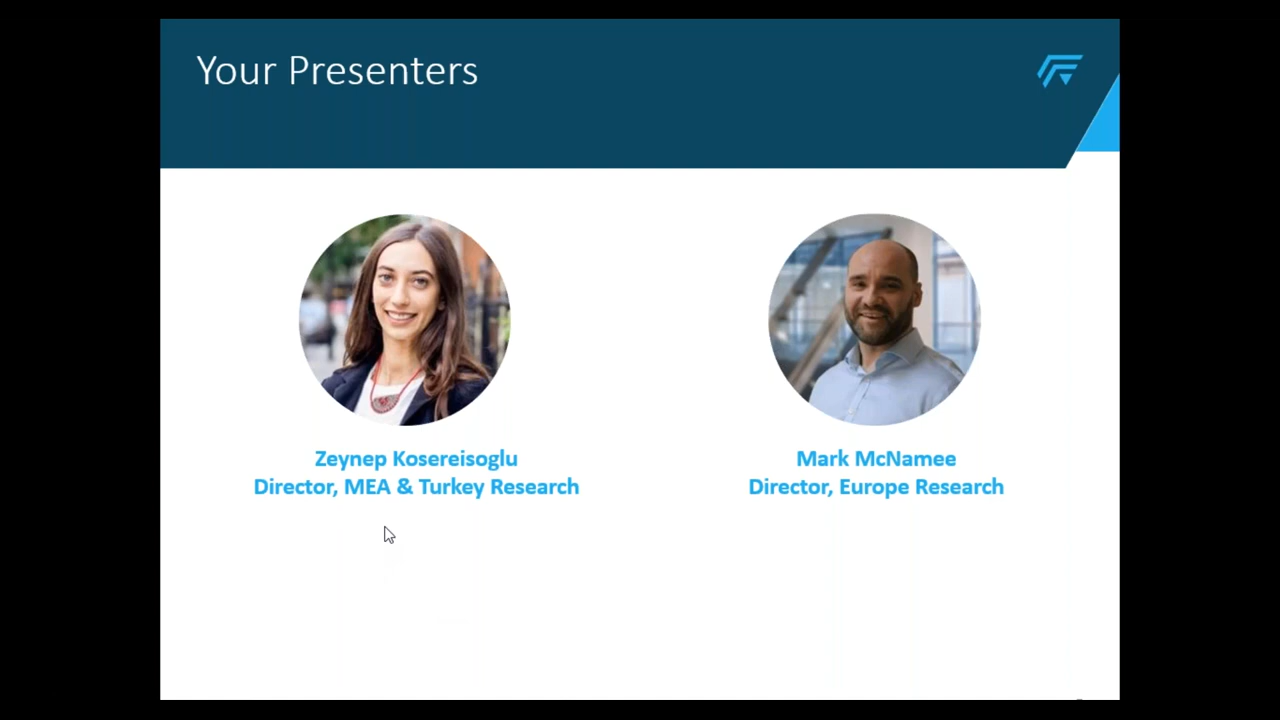 Your Presenters
Zeynep Kosereisoglu
Director, MEA & Turkey Research
Mark McNamee
Director, Europe Research